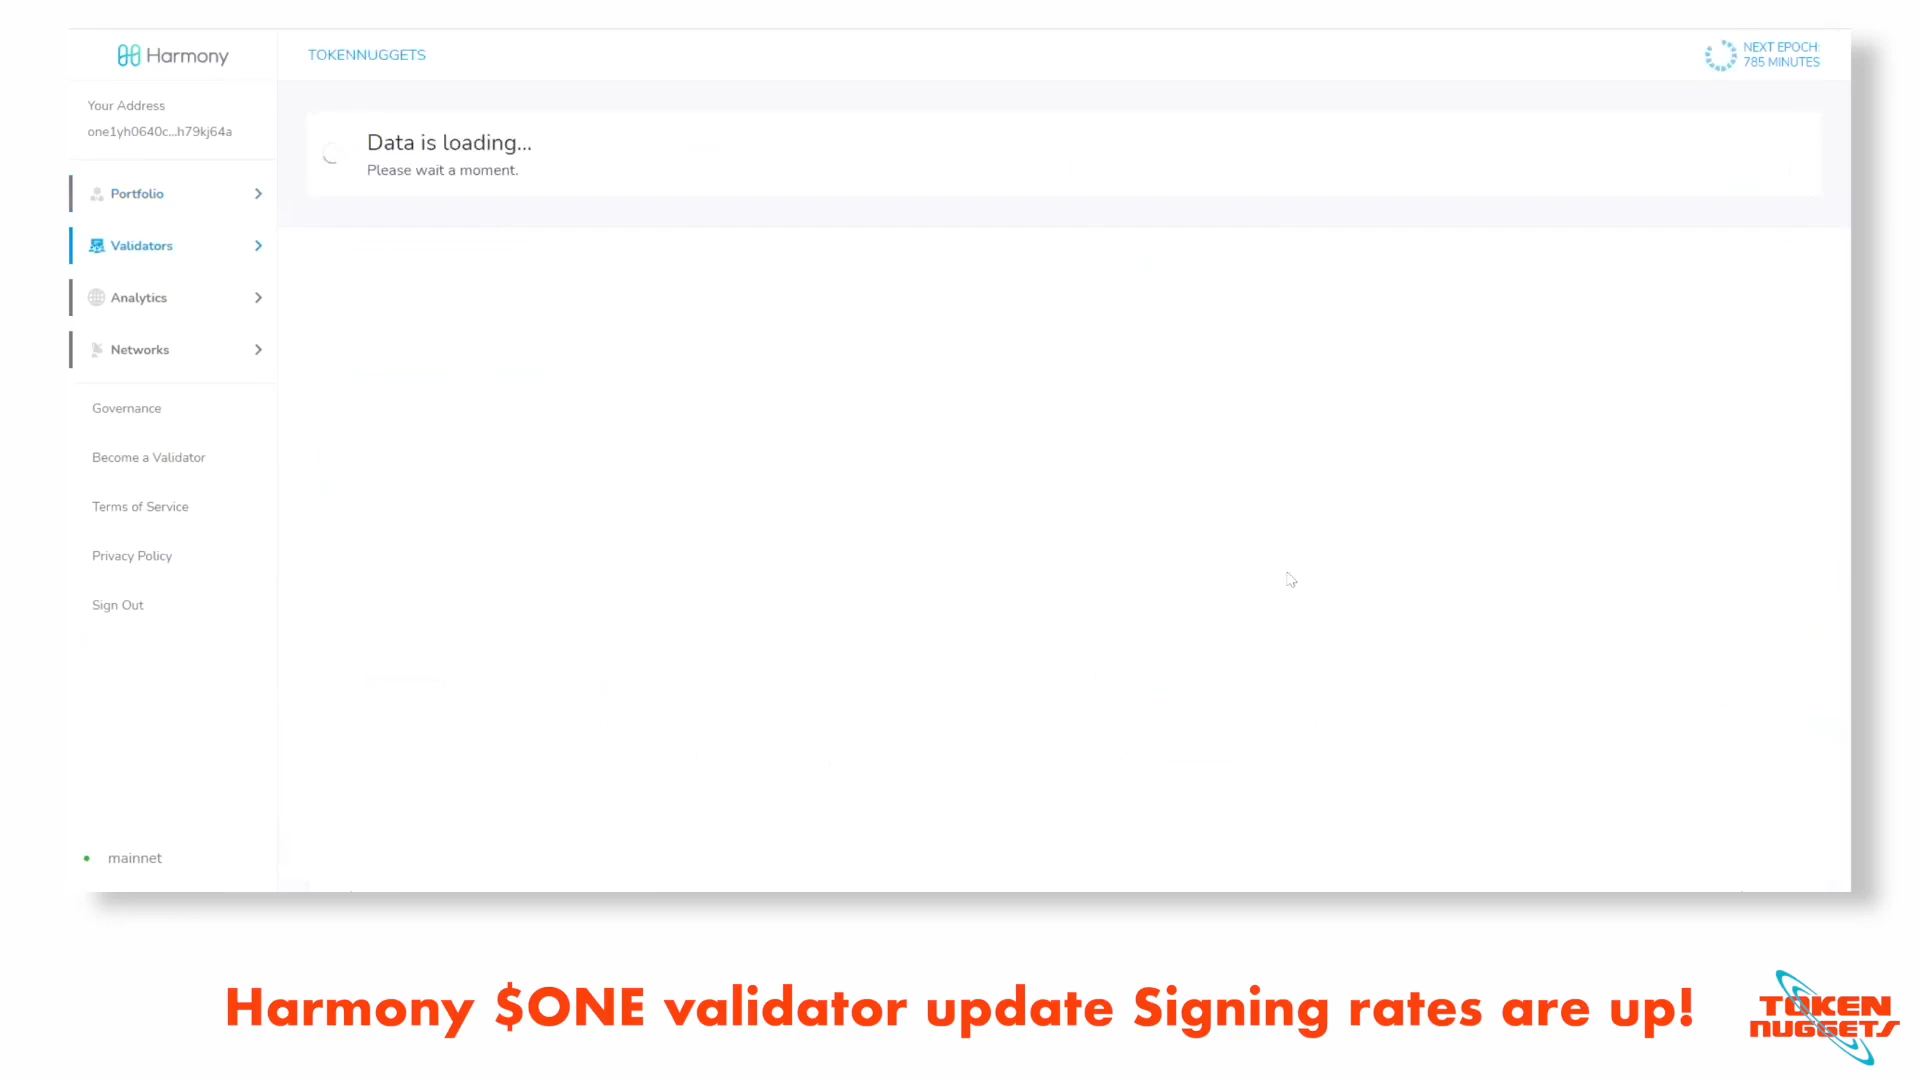 Harmony
TOKENNUGGETS
NEXT EPOCH:
785 MINUTES
Your Address
one1yh0640c...h79kj64a
Data is loading...
Please wait a moment.
Portfolio
Validators
Analytics
Networks
Governance
Become a Validator
Terms of Service
Privacy Policy
Sign Out
mainnet
Harmony $ONE validator update Signing rates are up!
TOKEN
NUGGETS